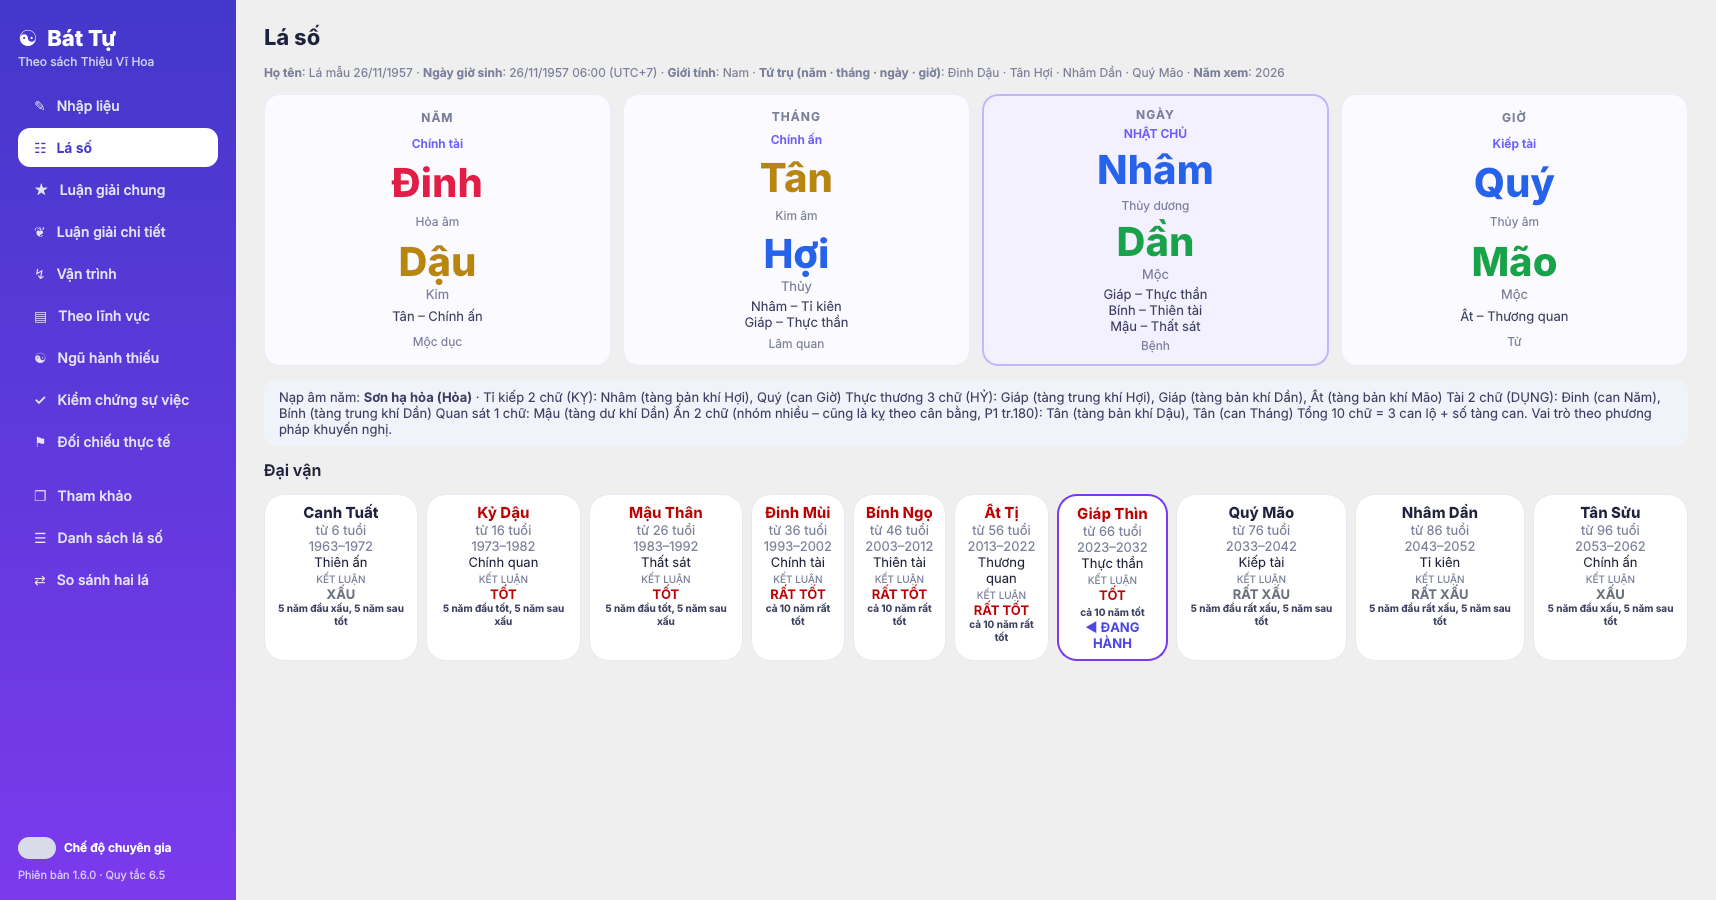 ☯ Bát Tự
Theo sách Thiệu Vĩ Hoa
✎ Nhập liệu
☷ Lá số
★ Luận giải chung
❦ Luận giải chi tiết
↯ Vận trình
▤ Theo lĩnh vực
☯ Ngũ hành thiếu
✓ Kiểm chứng sự việc
⚑ Đối chiếu thực tế
❐ Tham khảo
☰ Danh sách lá số
⇄ So sánh hai lá
Chế độ chuyên gia
Phiên bản 1.6.0 · Quy tắc 6.5
Lá số
Họ tên: Lá mẫu 26/11/1957 · Ngày giờ sinh: 26/11/1957 06:00 (UTC+7) · Giới tính: Nam · Tứ trụ (năm · tháng · ngày · giờ): Đinh Dậu · Tân Hợi · Nhâm Dần · Quý Mão · Năm xem: 2026
NĂM
Chính tài
Đinh
Hỏa âm
Dậu
Kim
Tân – Chính ấn
Mộc dục
THÁNG
Chính ấn
Tân
Kim âm
Hợi
Thủy
Nhâm – Tỉ kiên
Giáp – Thực thần
Lâm quan
NGÀY
NHẬT CHỦ
Nhâm
Thủy dương
Dần
Mộc
Giáp – Thực thần
Bính – Thiên tài
Mậu – Thất sát
Bệnh
GIỜ
Kiếp tài
Quý
Thủy âm
Mão
Mộc
Ất – Thương quan
Tử
Nạp âm năm: Sơn hạ hỏa (Hỏa) · Tỉ kiếp 2 chữ (KỴ): Nhâm (tàng bản khí Hợi), Quý (can Giờ) Thực thương 3 chữ (HỶ): Giáp (tàng trung khí Hợi), Giáp (tàng bản khí Dần), Ất (tàng bản khí Mão) Tài 2 chữ (DỤNG): Đinh (can Năm),
Bính (tàng trung khí Dần) Quan sát 1 chữ: Mậu (tàng dư khí Dần) Ấn 2 chữ (nhóm nhiều – cũng là kỵ theo cân bằng, P1 tr.180): Tân (tàng bản khí Dậu), Tân (can Tháng) Tổng 10 chữ = 3 can lộ + số tàng can. Vai trò theo phương
pháp khuyến nghị.
Đại vận
Canh Tuất
từ 6 tuổi
1963–1972
Thiên ấn
KẾT LUẬN
XẤU
5 năm đầu xấu, 5 năm sau
tốt
Kỷ Dậu
từ 16 tuổi
1973–1982
Chính quan
KẾT LUẬN
TỐT
5 năm đầu tốt, 5 năm sau
xấu
Mậu Thân
từ 26 tuổi
1983–1992
Thất sát
KẾT LUẬN
TỐT
5 năm đầu tốt, 5 năm sau
xấu
Đinh Mùi
từ 36 tuổi
1993–2002
Chính tài
KẾT LUẬN
RẤT TỐT
cả 10 năm rất
tốt
Bính Ngọ
từ 46 tuổi
2003–2012
Thiên tài
KẾT LUẬN
RẤT TỐT
cả 10 năm rất
tốt
Ất Tị
từ 56 tuổi
2013–2022
Thương
quan
KẾT LUẬN
RẤT TỐT
cả 10 năm rất
tốt
Giáp Thìn
từ 66 tuổi
2023–2032
Thực thần
KẾT LUẬN
TỐT
cả 10 năm tốt
◀ ĐANG
HÀNH
Quý Mão
từ 76 tuổi
2033–2042
Kiếp tài
KẾT LUẬN
RẤT XẤU
5 năm đầu rất xấu, 5 năm sau
tốt
Nhâm Dần
từ 86 tuổi
2043–2052
Tỉ kiên
KẾT LUẬN
RẤT XẤU
5 năm đầu rất xấu, 5 năm sau
tốt
Tân Sửu
từ 96 tuổi
2053–2062
Chính ấn
KẾT LUẬN
XẤU
5 năm đầu xấu, 5 năm sau
tốt